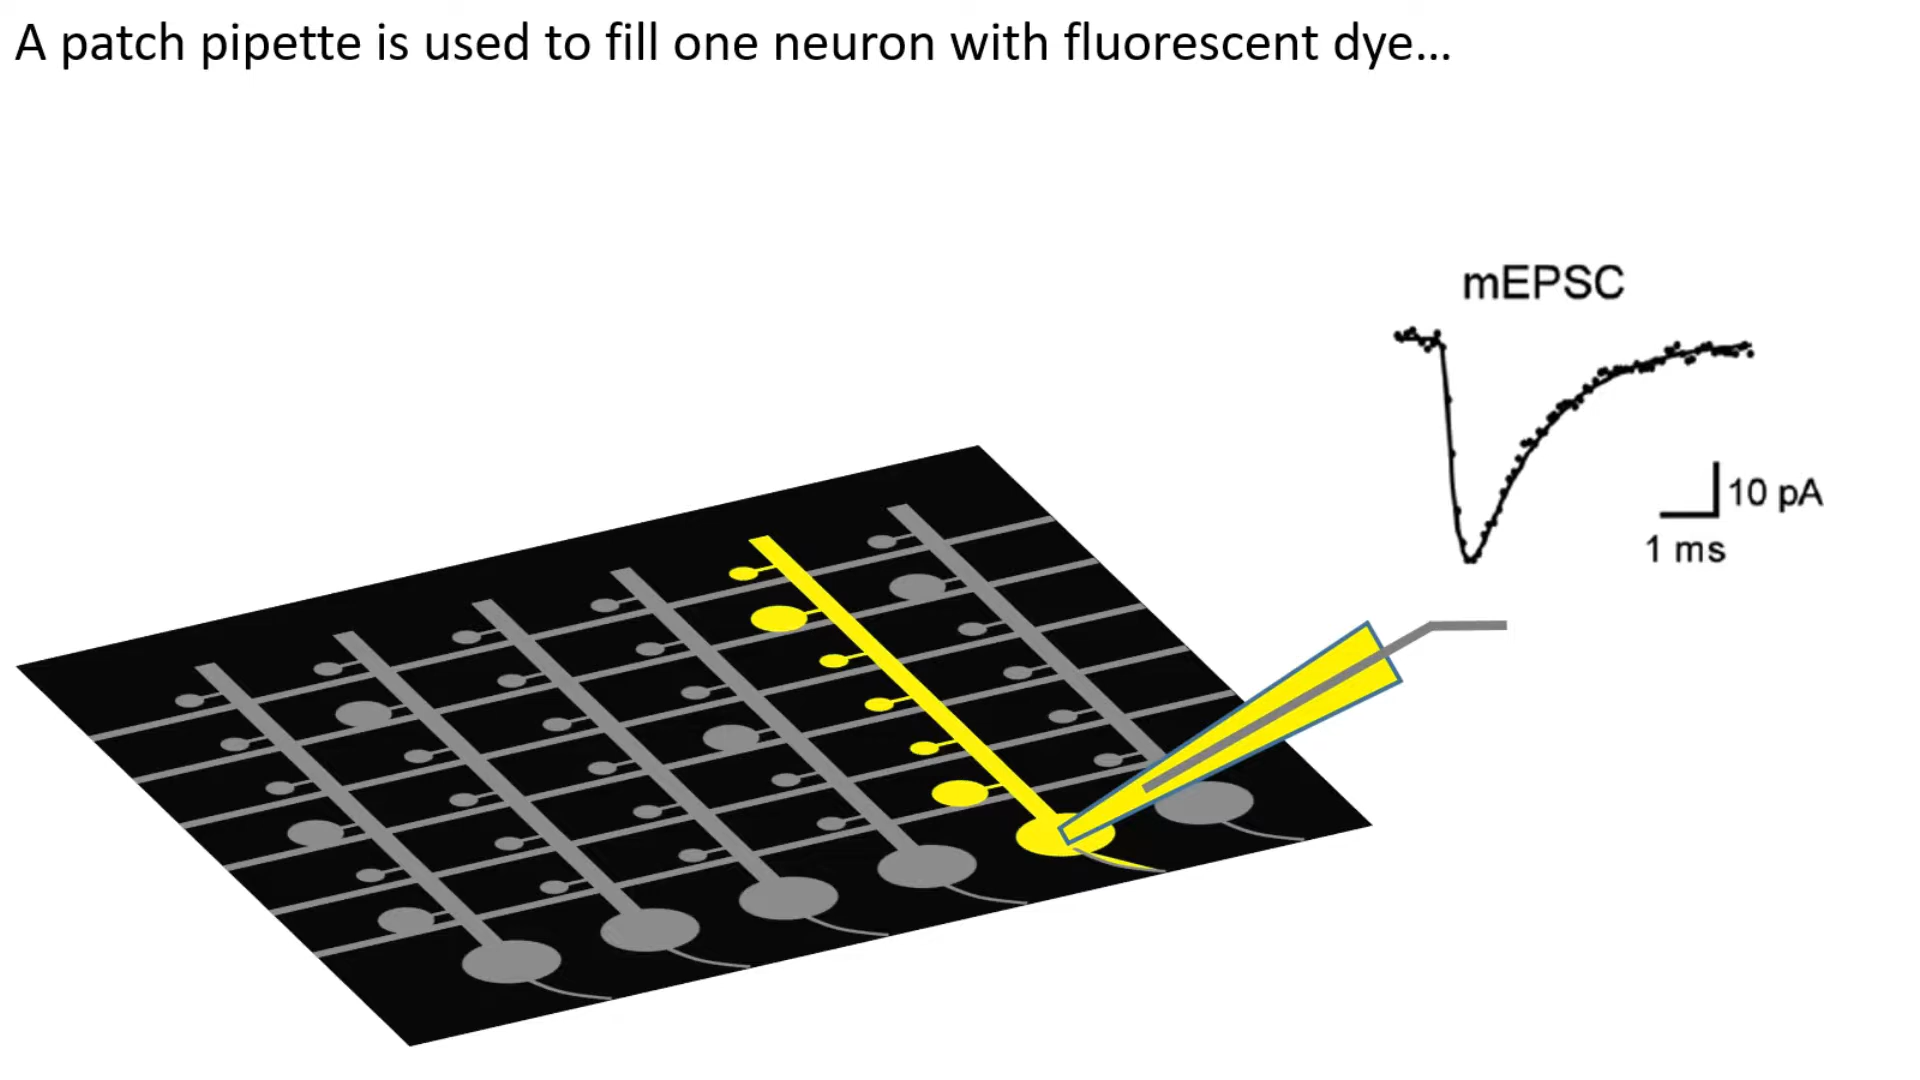 A patch pipette is used to fill one neuron with fluorescent dye...
mEPSC
10 pA
1 ms